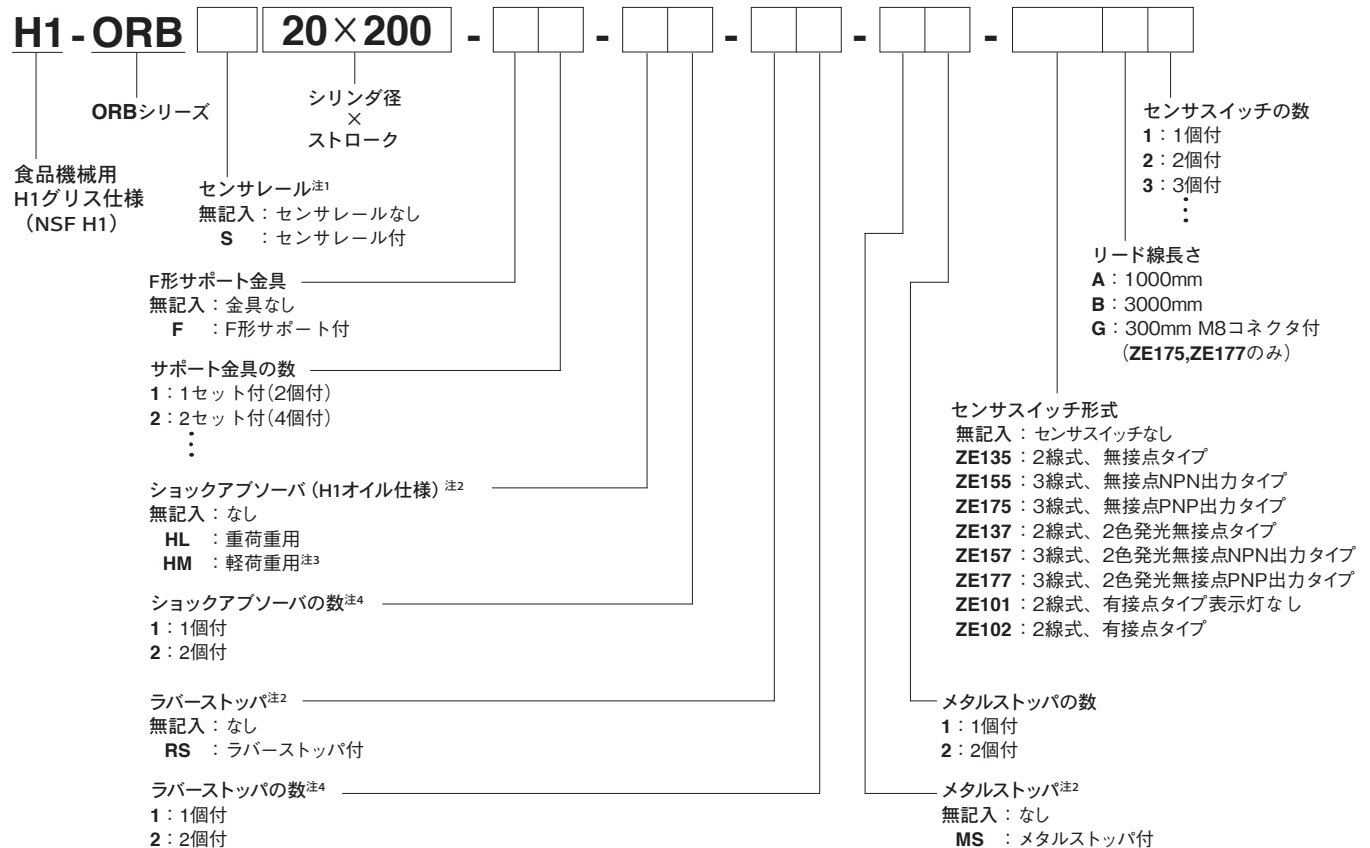 H1-ORB 20×200 - - - - -
ORBシリーズ
シリンダ径
×
ストローク
食品機械用
H1グリス仕様
(NSF H1)
センサレール注1
無記入:センサレールなし
S :センサレール付
F形サポート金具
無記入:金具なし
F :F形サポート付
サポート金具の数
1:1セット付(2個付)
2:2セット付(4個付)
⋮
ショックアブソーバ(H1オイル仕様)注2
無記入:なし
HL :重荷重用
HM :軽荷重用注3
ショックアブソーバの数注4
1:1個付
2:2個付
ラバーストッパ注2
無記入:なし
RS :ラバーストッパ付
ラバーストッパの数注4
1:1個付
2:2個付
センサスイッチの数
1:1個付
2:2個付
3:3個付
⋮
リード線長さ
A:1000mm
B:3000mm
G:300mm M8コネクタ付
(ZE175,ZE177のみ)
センサスイッチ形式
無記入:センサスイッチなし
ZE135:2線式、無接点タイプ
ZE155:3線式、無接点NPN出力タイプ
ZE175:3線式、無接点PNP出力タイプ
ZE137:2線式、2色発光無接点タイプ
ZE157:3線式、2色発光無接点NPN出力タイプ
ZE177:3線式、2色発光無接点PNP出力タイプ
ZE101:2線式、有接点タイプ表示灯なし
ZE102:2線式、有接点タイプ
メタルストッパの数
1:1個付
2:2個付
メタルストッパ注2
無記入:なし
MS :メタルストッパ付